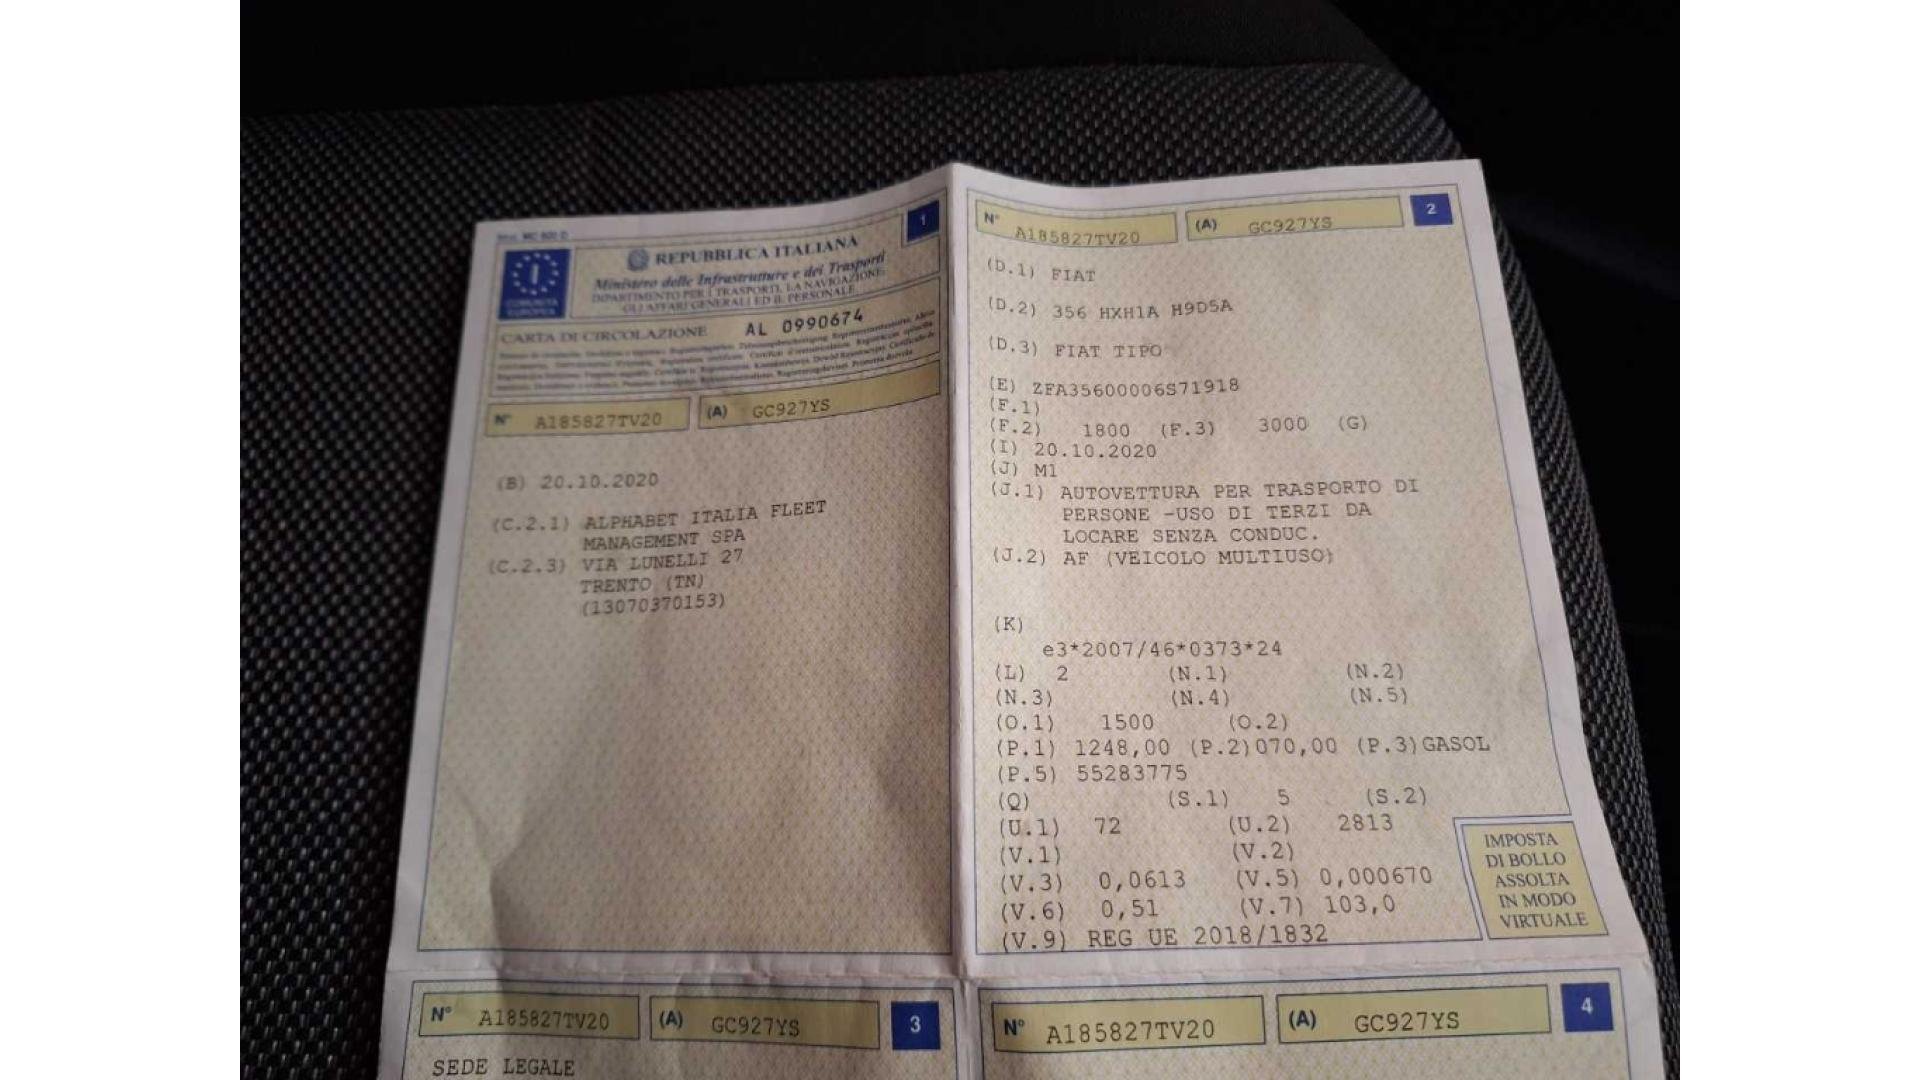 1
REPUBBLICA ITALIANA
Ministero delle Infrastrutture e dei Trasporti
DIPARTIMENTO PER I TRASPORTI, LA NAVIGAZIONE,
GLI AFFARI GENERALI ED IL PERSONALE
I
COMUNITA
EUROPEA
CARTA DI CIRCOLAZIONE AL 0990674
N° A185827TV20 (A) GC927YS
(B) 20.10.2020
(C.2.1) ALPHABET ITALIA FLEET
MANAGEMENT SPA
(C.2.3) VIA LUNELLI 27
TRENTO (TN)
(13070370153)
N° A185827TV20 (A) GC927YS 2
(D.1) FIAT
(D.2) 356 HXH1A H9D5A
(D.3) FIAT TIPO
(E) ZFA35600006S71918
(F.1)
(F.2) 1800 (F.3) 3000 (G)
(I) 20.10.2020
(J) M1
(J.1) AUTOVETTURA PER TRASPORTO DI
PERSONE -USO DI TERZI DA
LOCARE SENZA CONDUC.
(J.2) AF (VEICOLO MULTIUSO)
(K)
e3*2007/46*0373*24
(L) 2 (N.1) (N.2)
(N.3) (N.4) (N.5)
(O.1) 1500 (O.2)
(P.1) 1248,00 (P.2)070,00 (P.3)GASOL
(P.5) 55283775
(Q) (S.1) 5 (S.2)
(U.1) 72 (U.2) 2813
(V.1) (V.2)
(V.3) 0,0613 (V.5) 0,000670
(V.6) 0,51 (V.7) 103,0
(V.9) REG UE 2018/1832
IMPOSTA
DI BOLLO
ASSOLTA
IN MODO
VIRTUALE
N° A185827TV20 (A) GC927YS 3
SEDE LEGALE
N° A185827TV20 (A) GC927YS 4